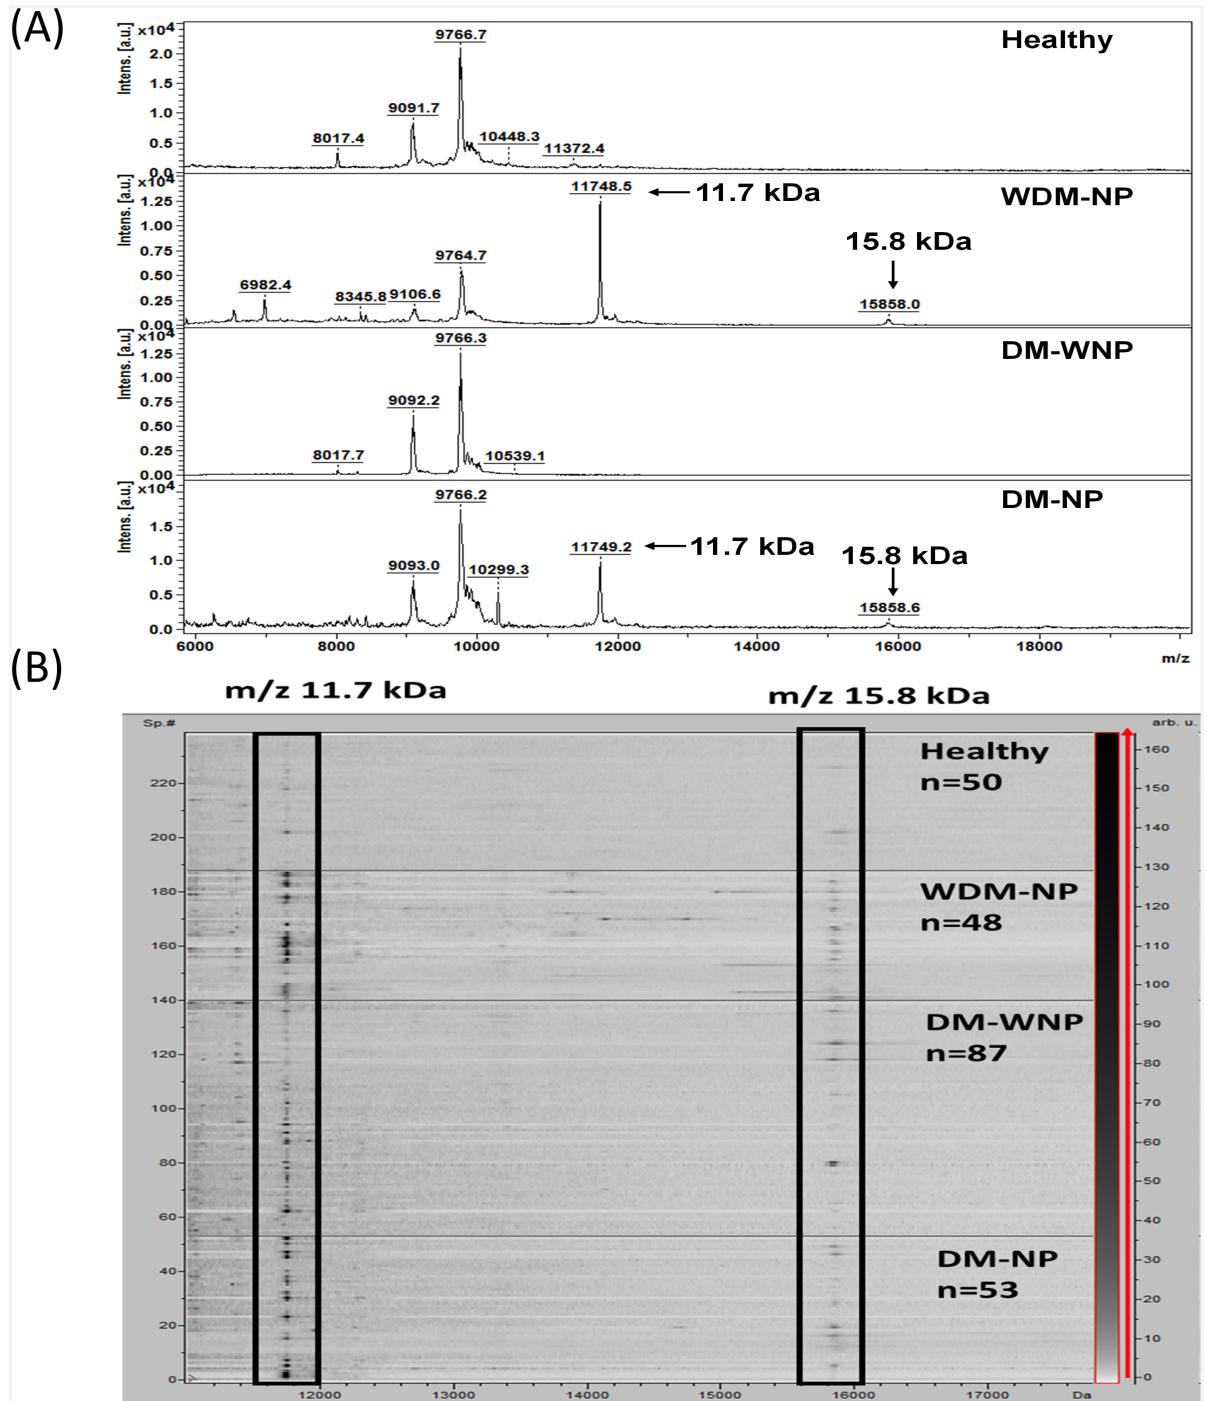 (A)
Intens. [a.u.]
x10⁴
2.0
1.5
1.0
0.5
0.0
8017.4
9091.7
9766.7
10448.3
11372.4
Healthy
Intens. [a.u.]
x10⁴
1.25
1.00
0.75
0.50
0.25
0.00
6982.4
8345.8
9106.6
9764.7
11748.5
11.7 kDa
15.8 kDa
15858.0
WDM-NP
Intens. [a.u.]
x10⁴
1.25
1.00
0.75
0.50
0.25
0.00
8017.7
9092.2
9766.3
10539.1
DM-WNP
Intens. [a.u.]
x10⁴
1.5
1.0
0.5
0.0
9093.0
9766.2
10299.3
11749.2
11.7 kDa
15.8 kDa
15858.6
DM-NP
6000 8000 10000 12000 14000 16000 18000
m/z
(B)
m/z 11.7 kDa
m/z 15.8 kDa
Sp.#
arb. u.
220
200
180
160
140
120
100
80
60
40
20
0
Healthy
n=50
WDM-NP
n=48
DM-WNP
n=87
DM-NP
n=53
160
150
140
130
120
110
100
90
80
70
60
50
40
30
20
10
0
12000 13000 14000 15000 16000 17000 Da